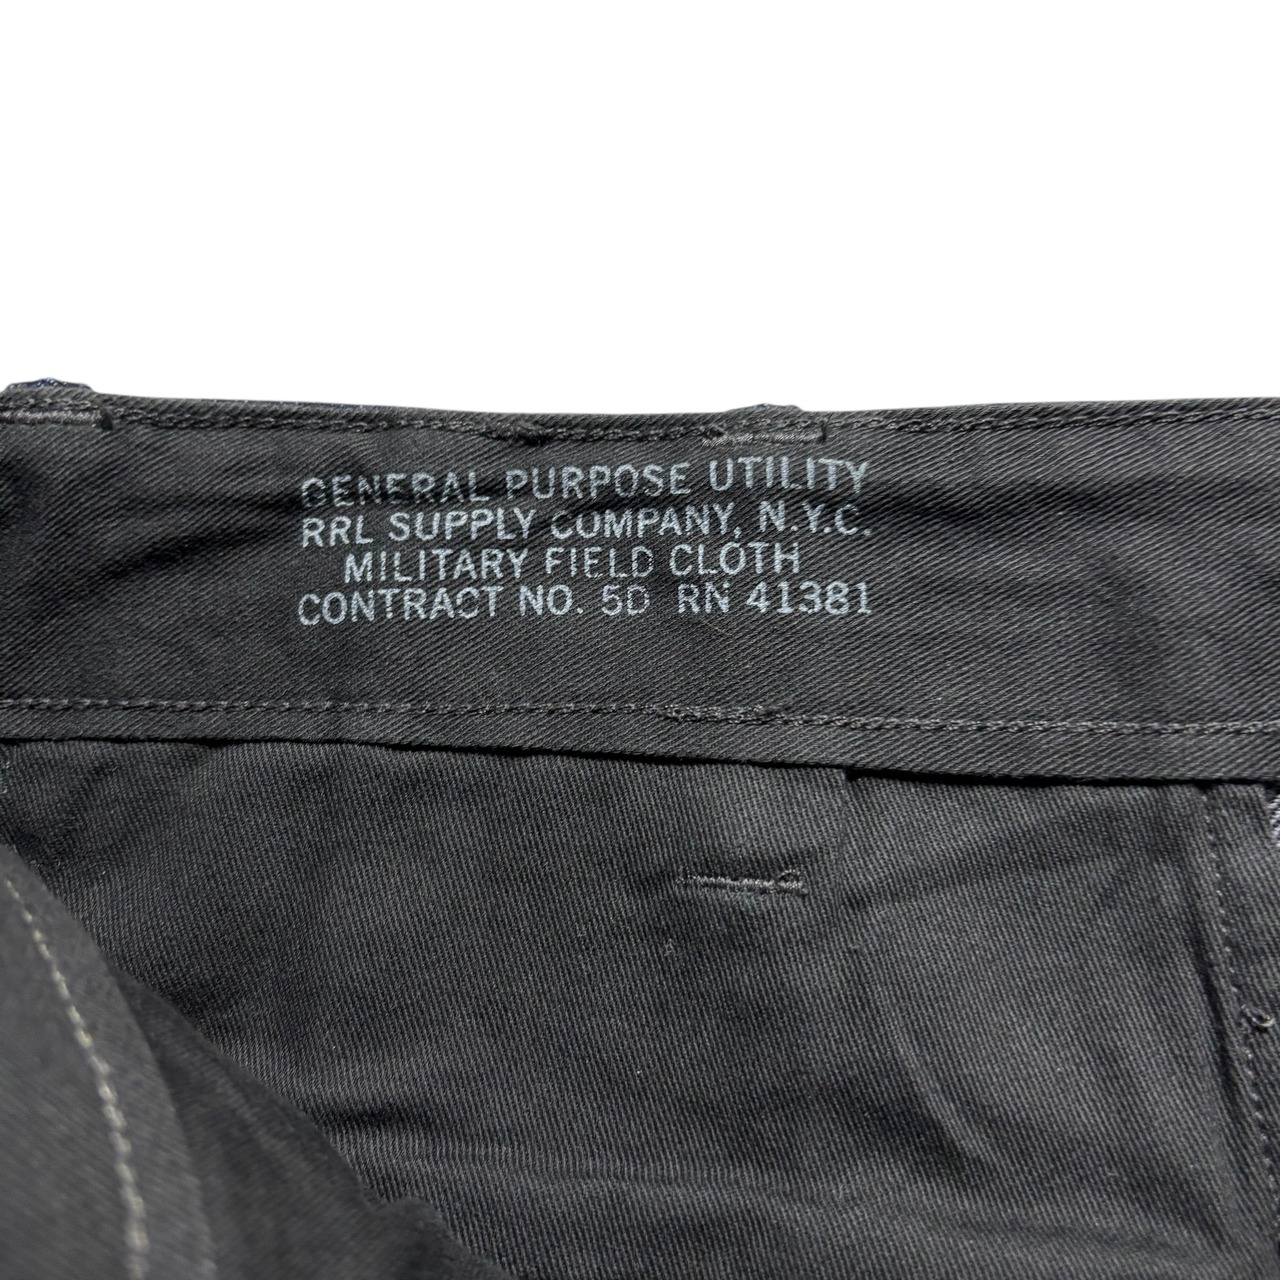 GENERAL PURPOSE UTILITY
RRL SUPPLY COMPANY, N.Y.C.
MILITARY FIELD CLOTH
CONTRACT NO. 5D RN 41381